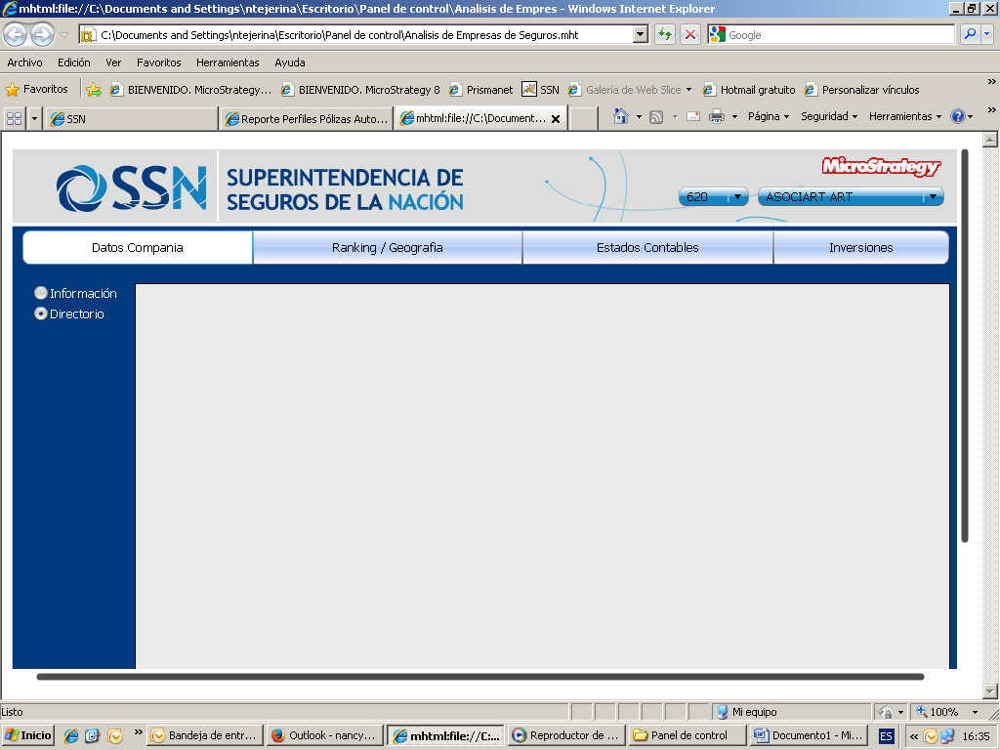 mhtml:file://C:\Documents and Settings\ntejerina\Escritorio\Panel de control\Analisis de Empres - Windows Internet Explorer
C:\Documents and Settings\ntejerina\Escritorio\Panel de control\Analisis de Empresas de Seguros.mht
Google
Archivo Edición Ver Favoritos Herramientas Ayuda
Favoritos BIENVENIDO. MicroStrategy... BIENVENIDO. MicroStrategy 8 Prismanet SSN Galería de Web Slice Hotmail gratuito Personalizar vínculos »
SSN Reporte Perfiles Pólizas Auto... mhtml:file://C:\Document... Página Seguridad Herramientas »
MicroStrategy
SSN SUPERINTENDENCIA DE
SEGUROS DE LA NACIÓN
620 ASOCIART ART
Datos Compania Ranking / Geografia Estados Contables Inversiones
Información
Directorio
Listo Mi equipo 100%
Inicio » Bandeja de entr... Outlook - nancy... mhtml:file://C:... Reproductor de ... Panel de control Documento1 - Mi... ES « 16:35